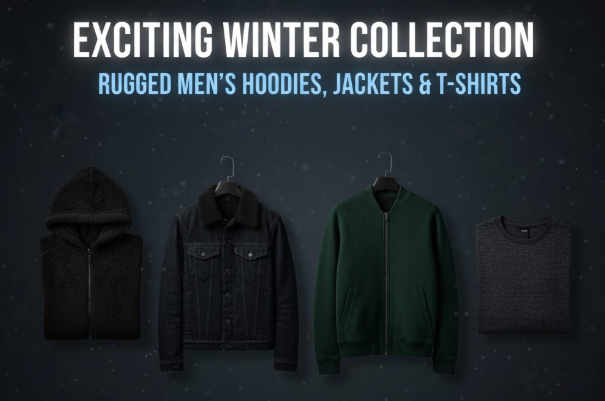 EXCITING WINTER COLLECTION
RUGGED MEN'S HOODIES, JACKETS & T-SHIRTS